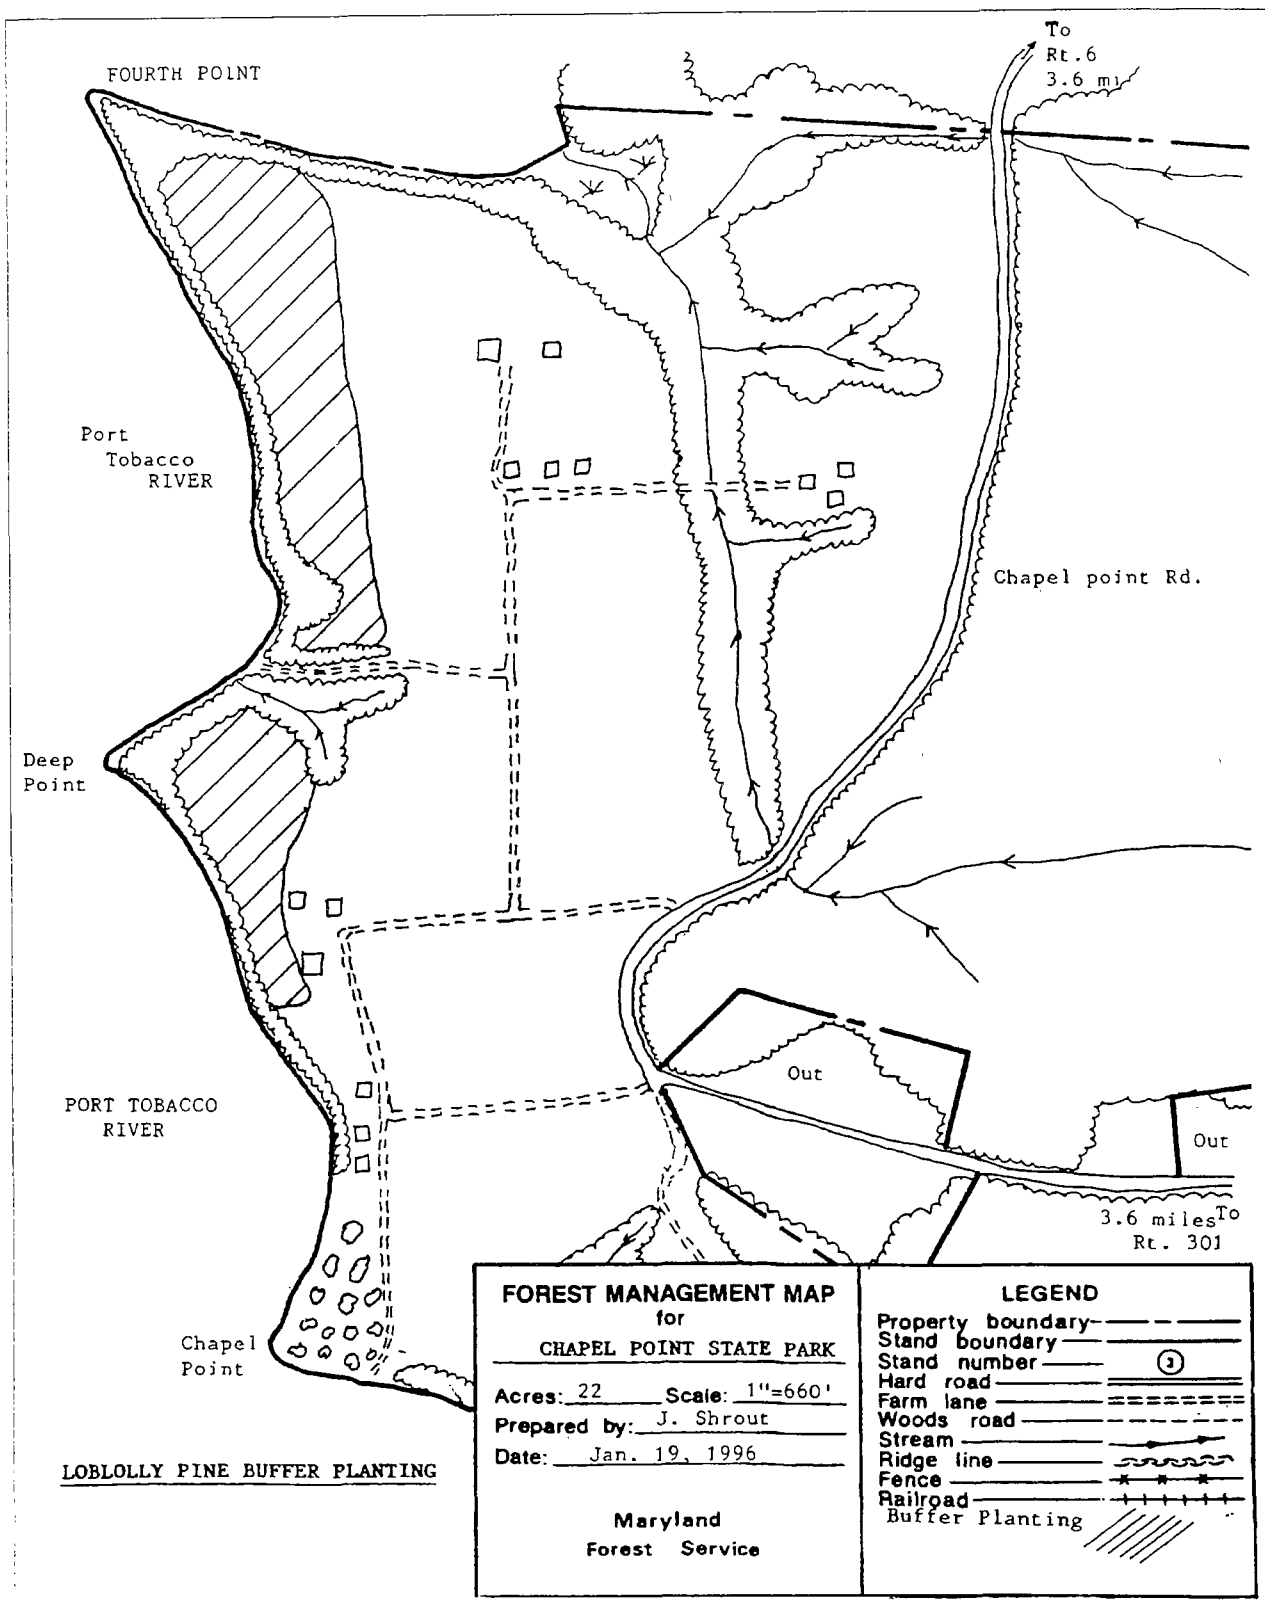 To
Rt.6
3.6 mi
FOURTH POINT
Port
Tobacco
RIVER
Chapel point Rd.
Deep
Point
Out
PORT TOBACCO
RIVER
Out
3.6 miles To
Rt. 301
Chapel
Point
LOBLOLLY PINE BUFFER PLANTING
FOREST MANAGEMENT MAP
for
CHAPEL POINT STATE PARK
Acres: 22 Scale: 1"=660'
Prepared by: J. Shrout
Date: Jan. 19, 1996
Maryland
Forest Service
LEGEND
Property boundary
Stand boundary
Stand number 3
Hard road
Farm lane
Woods road
Stream
Ridge line
Fence
Railroad
Buffer Planting